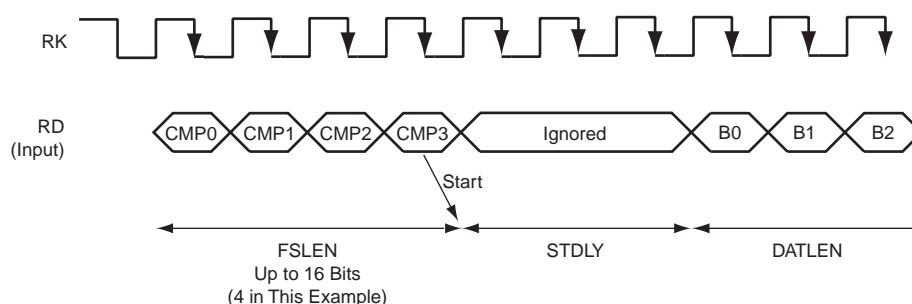 RK
RD
(Input)
CMP0 CMP1 CMP2 CMP3 Ignored B0 B1 B2
Start
FSLEN
Up to 16 Bits
(4 in This Example)
STDLY
DATLEN